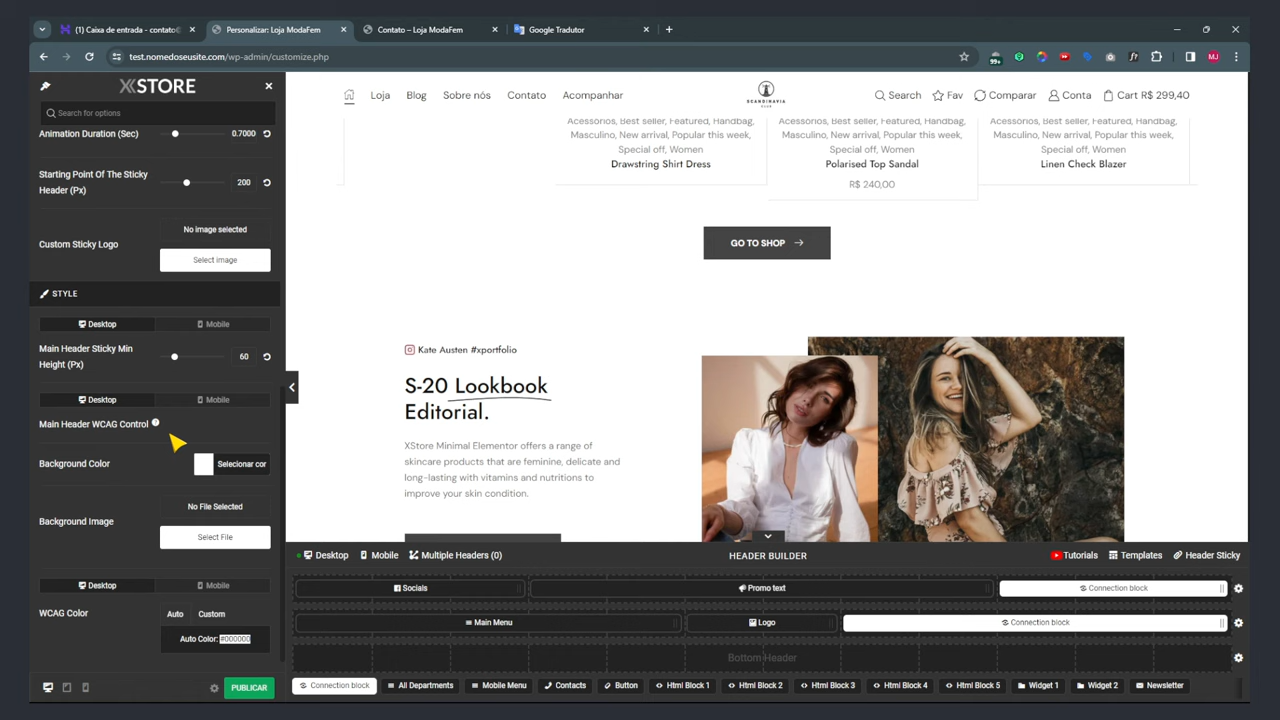 (1) Caixa de entrada - contato©
Personalizar: Loja ModaFem
Contato – Loja ModaFem
Google Tradutor
test.nomedoseusite.com/wp-admin/customize.php
99+
f?
MJ
XSTORE
Search for options
Animation Duration (Sec)
0.7000
Starting Point Of The Sticky
Header (Px)
200
No image selected
Custom Sticky Logo
Select image
STYLE
Desktop
Mobile
Main Header Sticky Min
Height (Px)
60
Desktop
Mobile
Main Header WCAG Control
Background Color
Selecionar cor
No File Selected
Background Image
Select File
Desktop
Mobile
WCAG Color
Auto
Custom
Auto Color: #000000
PUBLICAR
Loja
Blog
Sobre nós
Contato
Acompanhar
SCANDINAVIA
Search
Fav
Comparar
Conta
Cart R$ 299,40
Acessórios, Best seller, Featured, Handbag,
Masculino, New arrival, Popular this week,
Special off, Women
Drawstring Shirt Dress
Acessórios, Best seller, Featured, Handbag,
Masculino, New arrival, Popular this week,
Special off, Women
Polarised Top Sandal
R$ 240,00
Acessórios, Best seller, Featured, Handbag,
Masculino, New arrival, Popular this week,
Special off, Women
Linen Check Blazer
GO TO SHOP
Kate Austen #xportfolio
S-20 Lookbook
Editorial.
XStore Minimal Elementor offers a range of
skincare products that are feminine, delicate and
long-lasting with vitamins and nutritions to
improve your skin condition.
Desktop
Mobile
Multiple Headers (0)
HEADER BUILDER
Tutorials
Templates
Header Sticky
Socials
Promo text
Connection block
Main Menu
Logo
Connection block
Bottom Header
Connection block
All Departments
Mobile Menu
Contacts
Button
Html Block 1
Html Block 2
Html Block 3
Html Block 4
Html Block 5
Widget 1
Widget 2
Newsletter